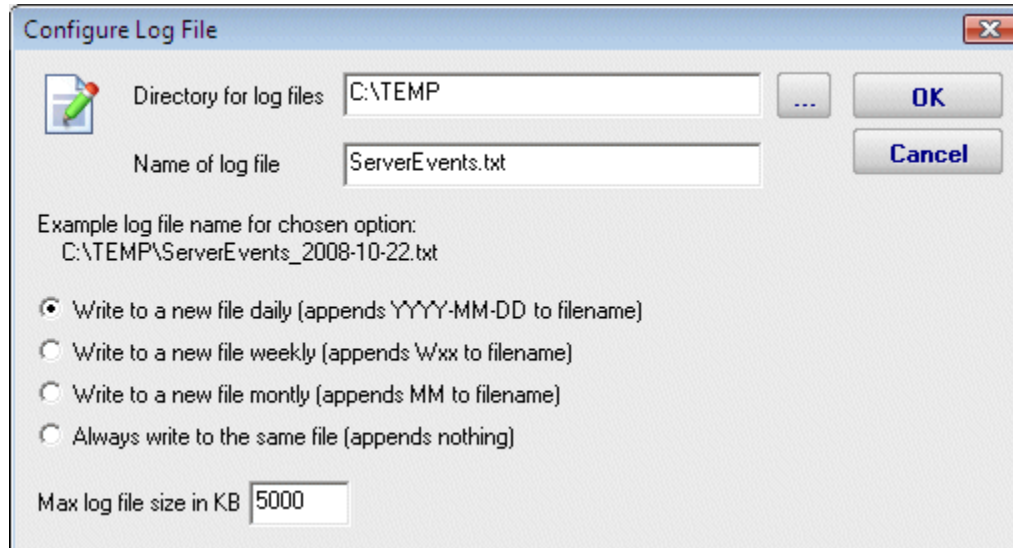 Configure Log File
Directory for log files C:\TEMP ... OK
Name of log file ServerEvents.txt Cancel
Example log file name for chosen option:
C:\TEMP\ServerEvents_2008-10-22.txt
Write to a new file daily (appends YYYY-MM-DD to filename)
Write to a new file weekly (appends Wxx to filename)
Write to a new file montly (appends MM to filename)
Always write to the same file (appends nothing)
Max log file size in KB 5000